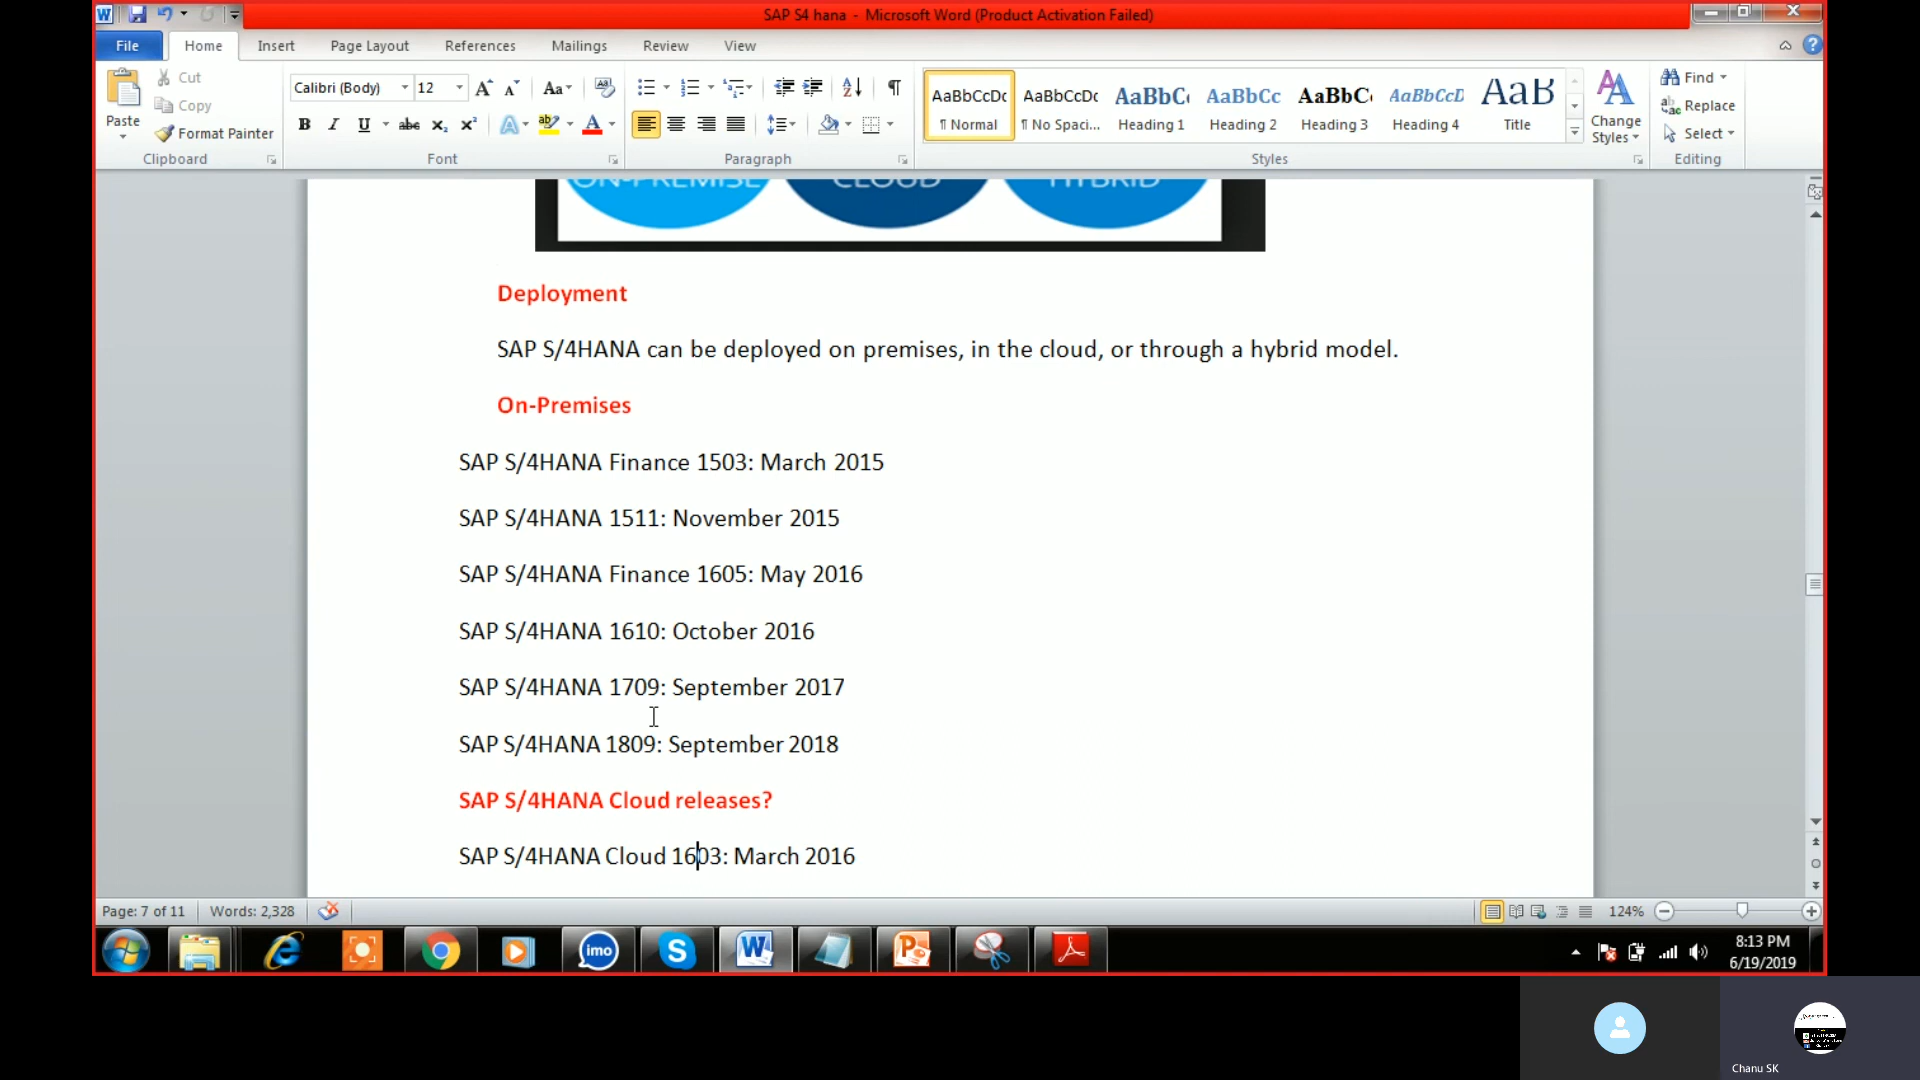 SAP S4 hana - Microsoft Word (Product Activation Failed)
File Home Insert Page Layout References Mailings Review View
Paste
Cut
Copy
Format Painter
Clipboard
Calibri (Body) 12
Font
Paragraph
AaBbCcDc AaBbCcDc AaBbC AaBbCc AaBbC AaBbCcD AaB
¶ Normal ¶ No Spaci... Heading 1 Heading 2 Heading 3 Heading 4 Title
Change
Styles
Styles
Find
Replace
Select
Editing
ON-PREMISE CLOUD HYBRID
Deployment
SAP S/4HANA can be deployed on premises, in the cloud, or through a hybrid model.
On-Premises
SAP S/4HANA Finance 1503: March 2015
SAP S/4HANA 1511: November 2015
SAP S/4HANA Finance 1605: May 2016
SAP S/4HANA 1610: October 2016
SAP S/4HANA 1709: September 2017
SAP S/4HANA 1809: September 2018
SAP S/4HANA Cloud releases?
SAP S/4HANA Cloud 1603: March 2016
Page: 7 of 11 Words: 2,328 124%
imo
8:13 PM
6/19/2019
Chanu SK